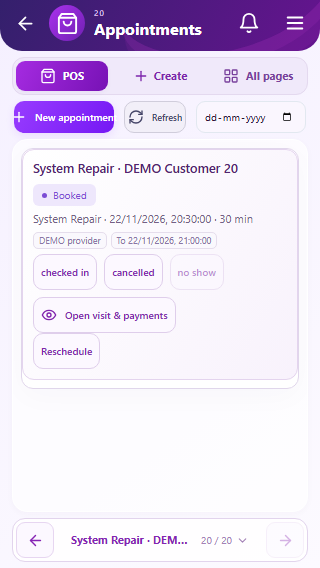 20
Appointments
POS
Create
All pages
New appointmen
Refresh
dd-mm-yyyy
System Repair · DEMO Customer 20
Booked
System Repair · 22/11/2026, 20:30:00 · 30 min
DEMO provider
To 22/11/2026, 21:00:00
checked in
cancelled
no show
Open visit & payments
Reschedule
System Repair · DEM...
20 / 20